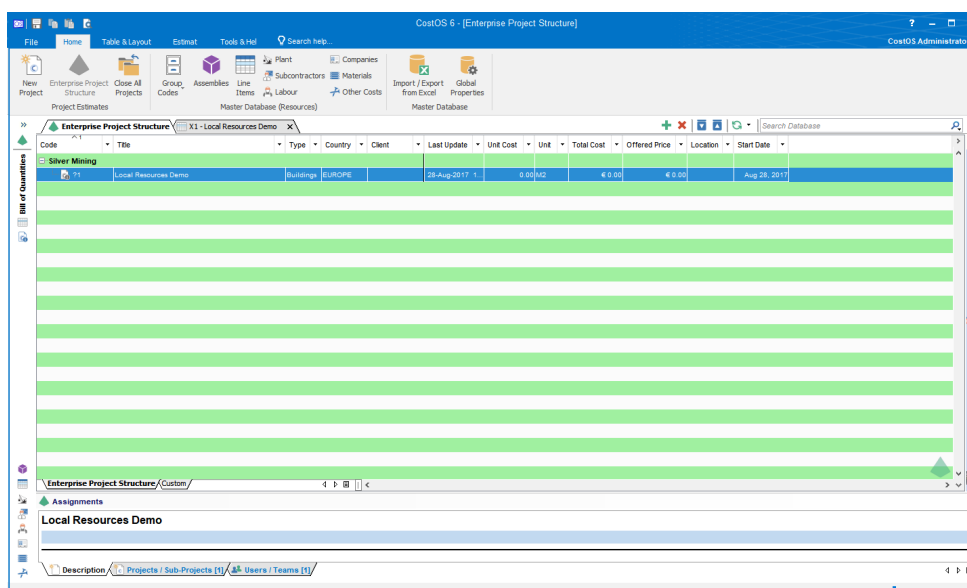 CostOS 6 - [Enterprise Project Structure]
File Home Table & Layout Estimat Tools & Hel Search help... CostOS Administrato
New Project
Enterprise Project Structure
Close All Projects
Project Estimates
Group Codes
Assemblies
Line Items
Plant
Subcontractors
Labour
Companies
Materials
Other Costs
Master Database (Resources)
Import / Export from Excel
Global Properties
Master Database
Enterprise Project Structure X1 - Local Resources Demo X
Search Database
Code Title Type Country Client Last Update Unit Cost Unit Total Cost Offered Price Location Start Date
Silver Mining
?1 Local Resources Demo Buildings EUROPE 28-Aug-2017 1... 0.00 M2 € 0.00 € 0.00 Aug 28, 2017
Bill of Quantities
Enterprise Project Structure Custom
Assignments
Local Resources Demo
Description Projects / Sub-Projects [1] Users / Teams [1]